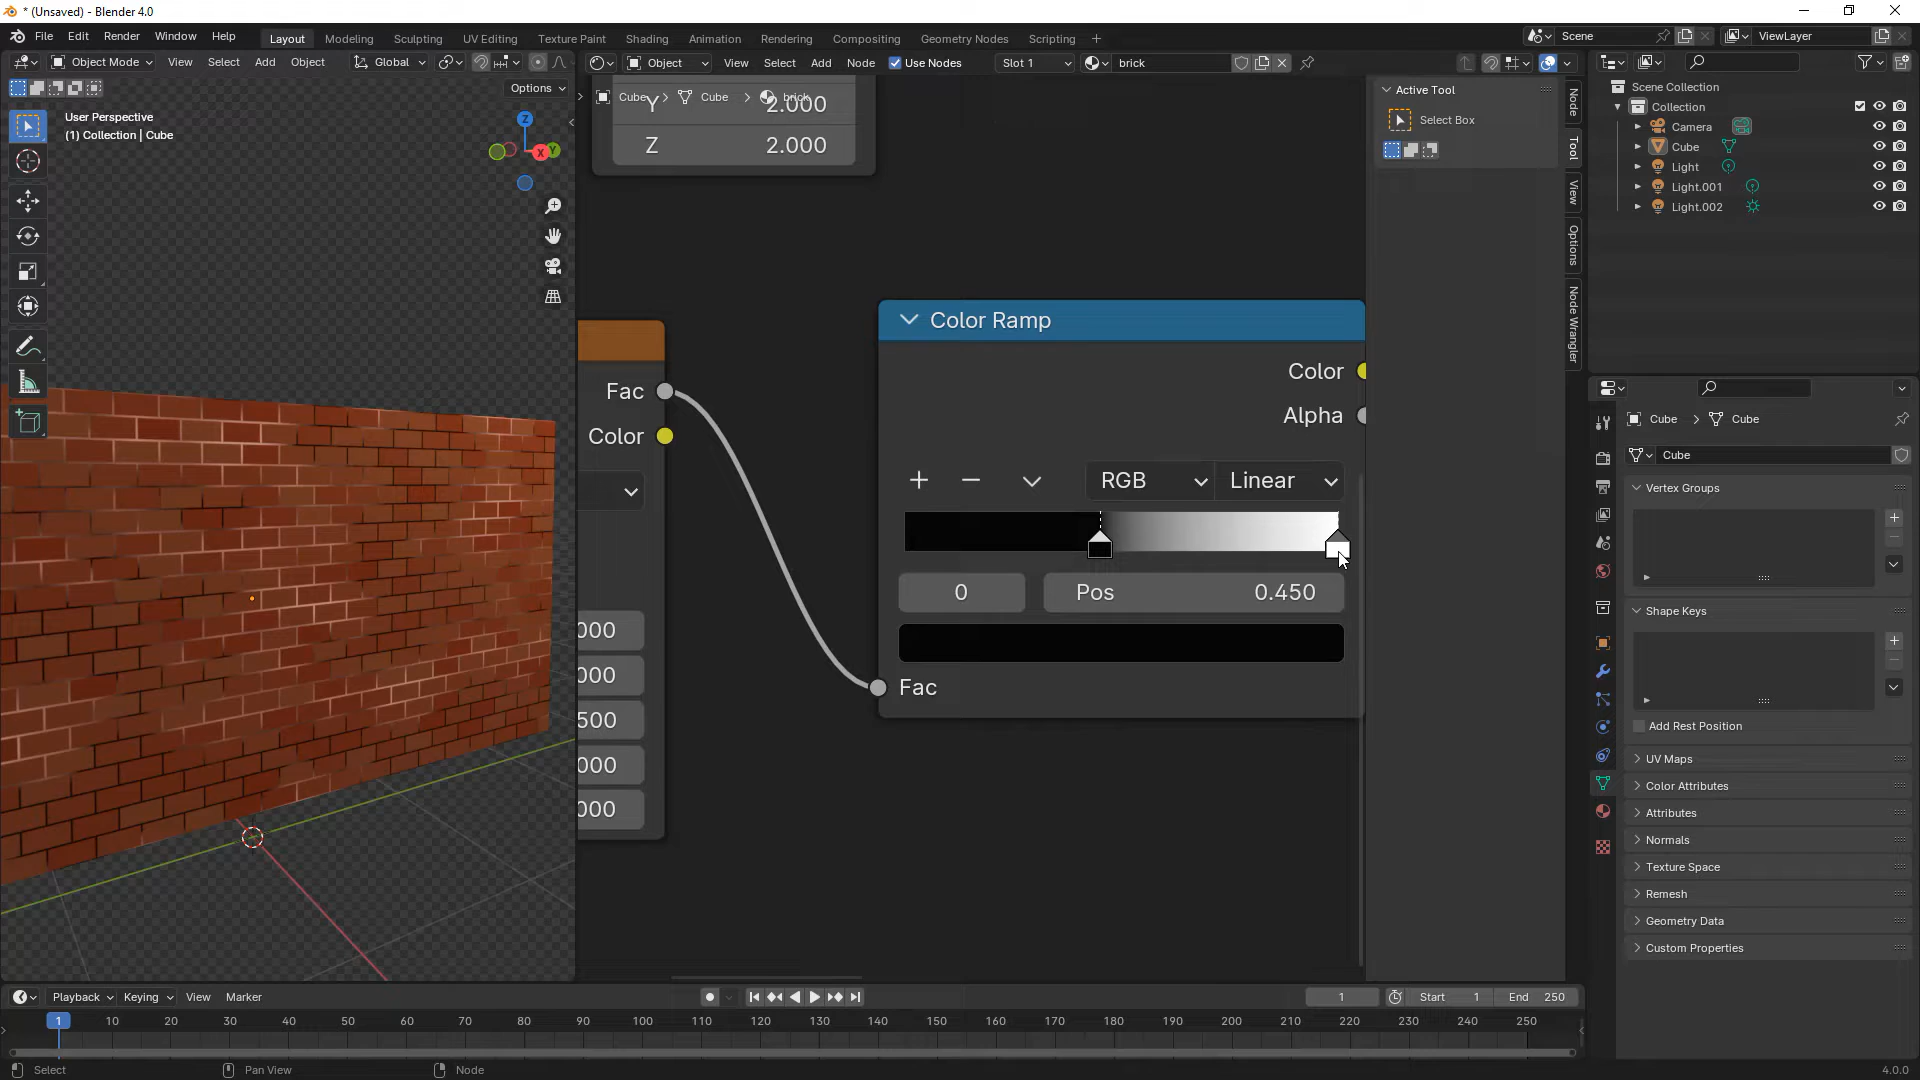 * (Unsaved) - Blender 4.0
File Edit Render Window Help
Layout Modeling Sculpting UV Editing Texture Paint Shading Animation Rendering Compositing Geometry Nodes Scripting
Scene
ViewLayer
Object Mode View Select Add Object Global
Object View Select Add Node Use Nodes Slot 1 brick
Options
User Perspective
(1) Collection | Cube
Z
X
Y
Cube > Cube > brick
Y 2.000
Z 2.000
Fac
Color
000
000
500
000
000
Color Ramp
Color
Alpha
RGB Linear
0 Pos 0.450
Fac
Active Tool
Select Box
Node
Tool
View
Options
Node Wrangler
Scene Collection
Collection
Camera
Cube
Light
Light.001
Light.002
Cube > Cube
Cube
Vertex Groups
Shape Keys
Add Rest Position
UV Maps
Color Attributes
Attributes
Normals
Texture Space
Remesh
Geometry Data
Custom Properties
Playback Keying View Marker
1 Start 1 End 250
1 10 20 30 40 50 60 70 80 90 100 110 120 130 140 150 160 170 180 190 200 210 220 230 240 250
Select Pan View Node 4.0.0